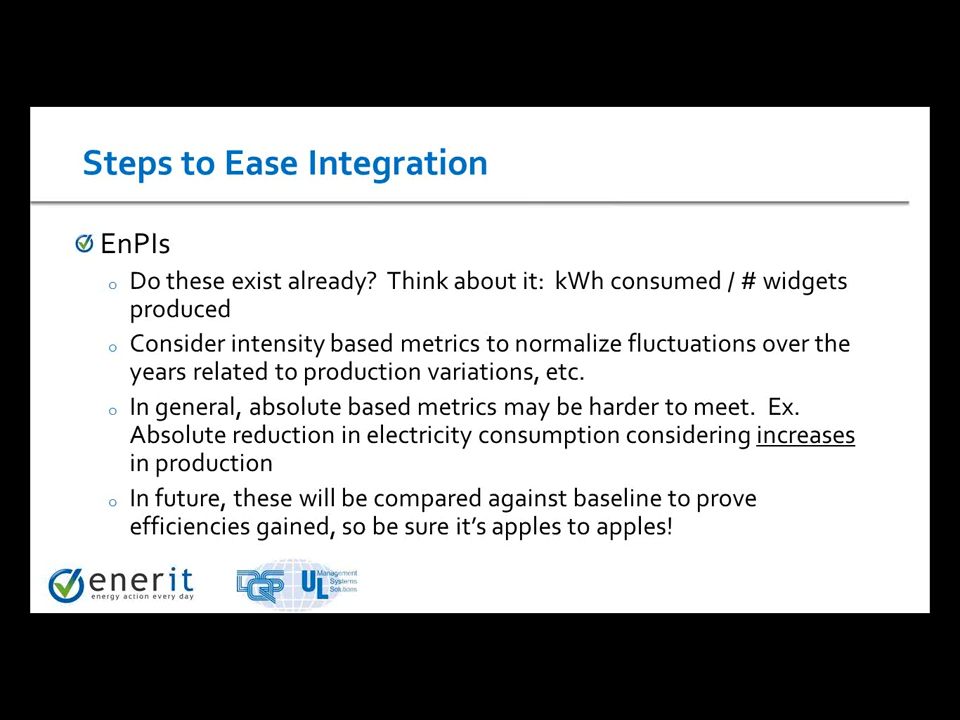 Steps to Ease Integration
EnPIs
Do these exist already?  Think about it:  kWh consumed / # widgets
produced
Consider intensity based metrics to normalize fluctuations over the
years related to production variations, etc.
In general, absolute based metrics may be harder to meet.  Ex.
Absolute reduction in electricity consumption considering increases
in production
In future, these will be compared against baseline to prove
efficiencies gained, so be sure it's apples to apples!
enerit
energy action every day
DQS
UL
Management
Systems
Solutions